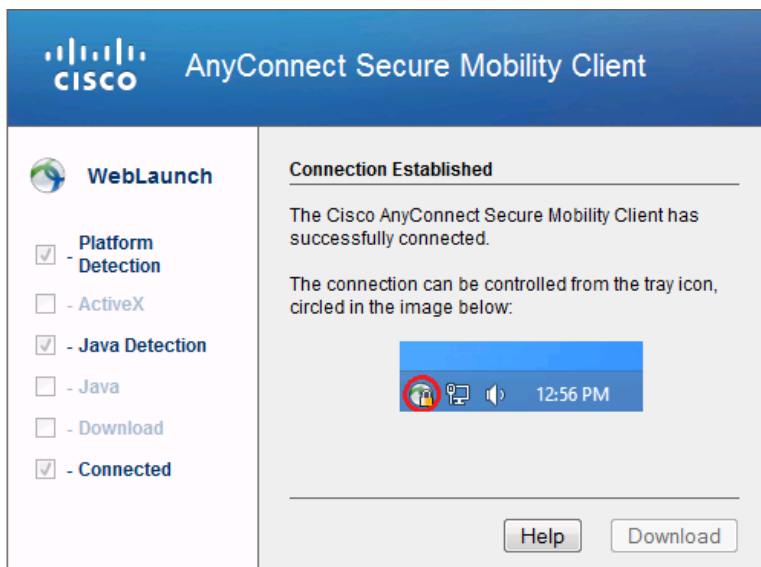 CISCO
AnyConnect Secure Mobility Client
WebLaunch
- Platform
Detection
- ActiveX
- Java Detection
- Java
- Download
- Connected
Connection Established
The Cisco AnyConnect Secure Mobility Client has
successfully connected.
The connection can be controlled from the tray icon,
circled in the image below:
12:56 PM
Help
Download